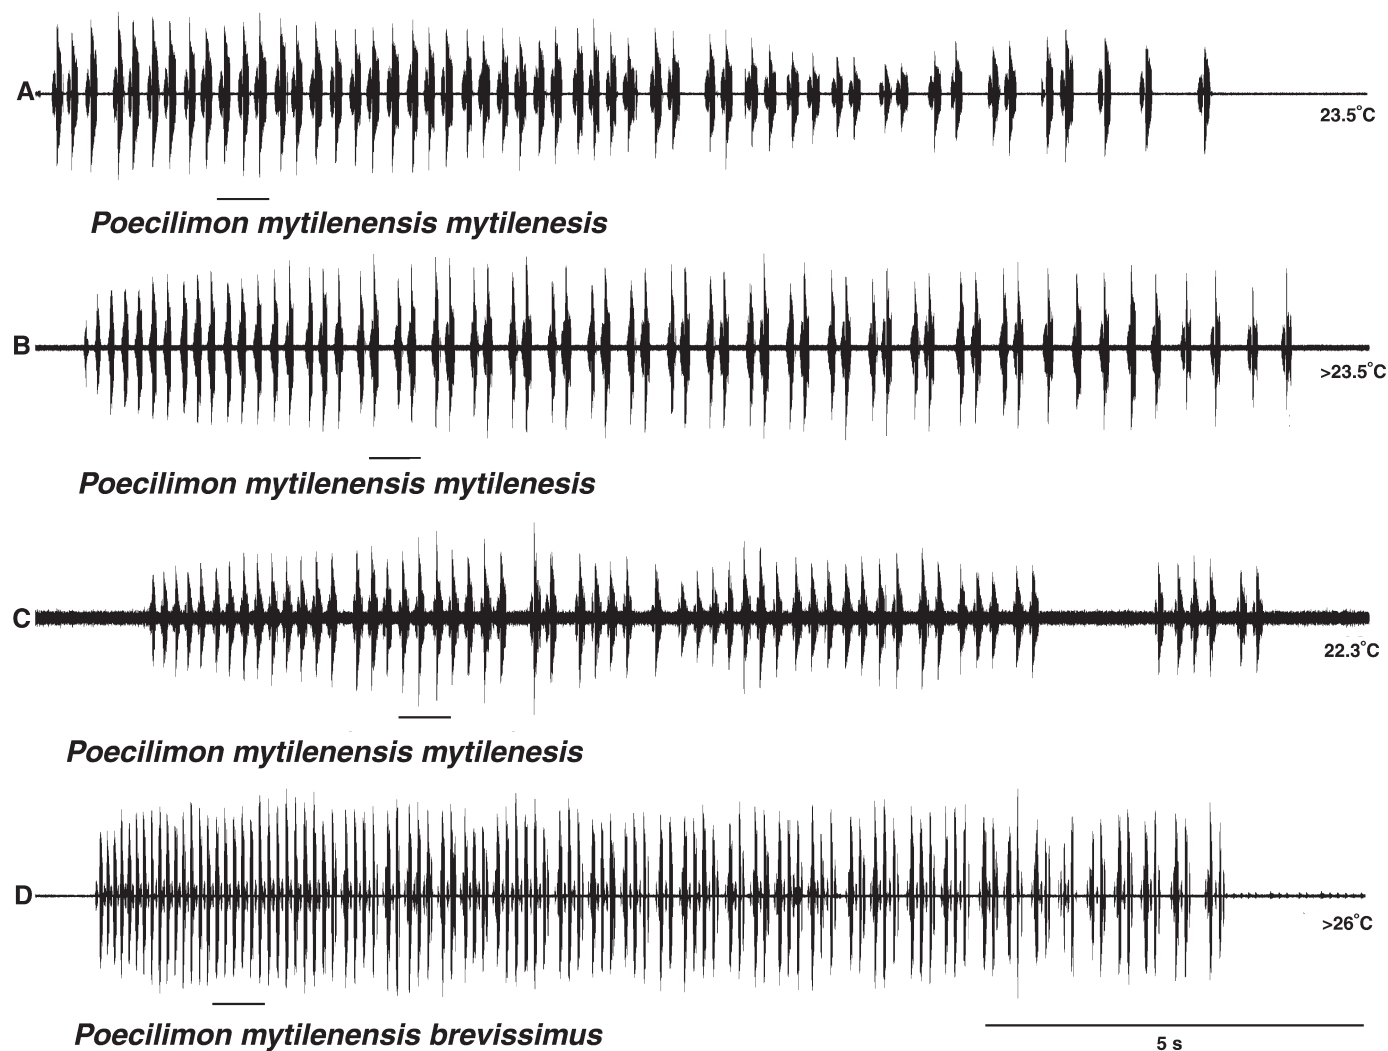 A
23.5°C
Poecilimon mytilenensis mytilenesis
B
>23.5°C
Poecilimon mytilenensis mytilenesis
C
22.3°C
Poecilimon mytilenensis mytilenesis
D
>26°C
Poecilimon mytilenensis brevissimus
5 s